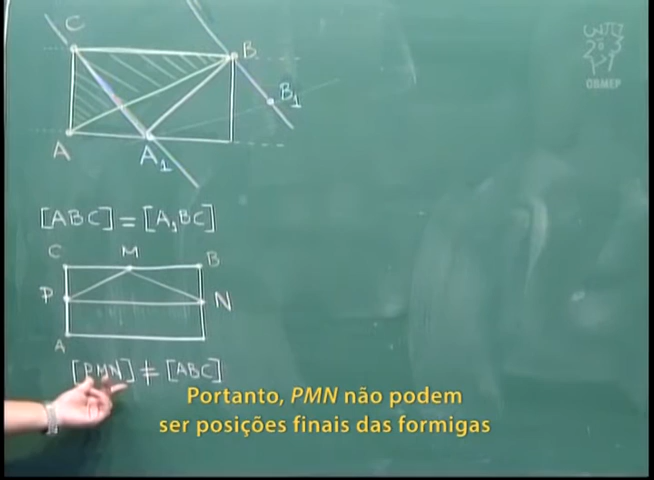 C
B
OBMEP
B₁
A
A₁
[ABC] = [A₁BC]
C M B
P N
A
[PMN] ≠ [ABC]
Portanto, PMN não podem
ser posições finais das formigas